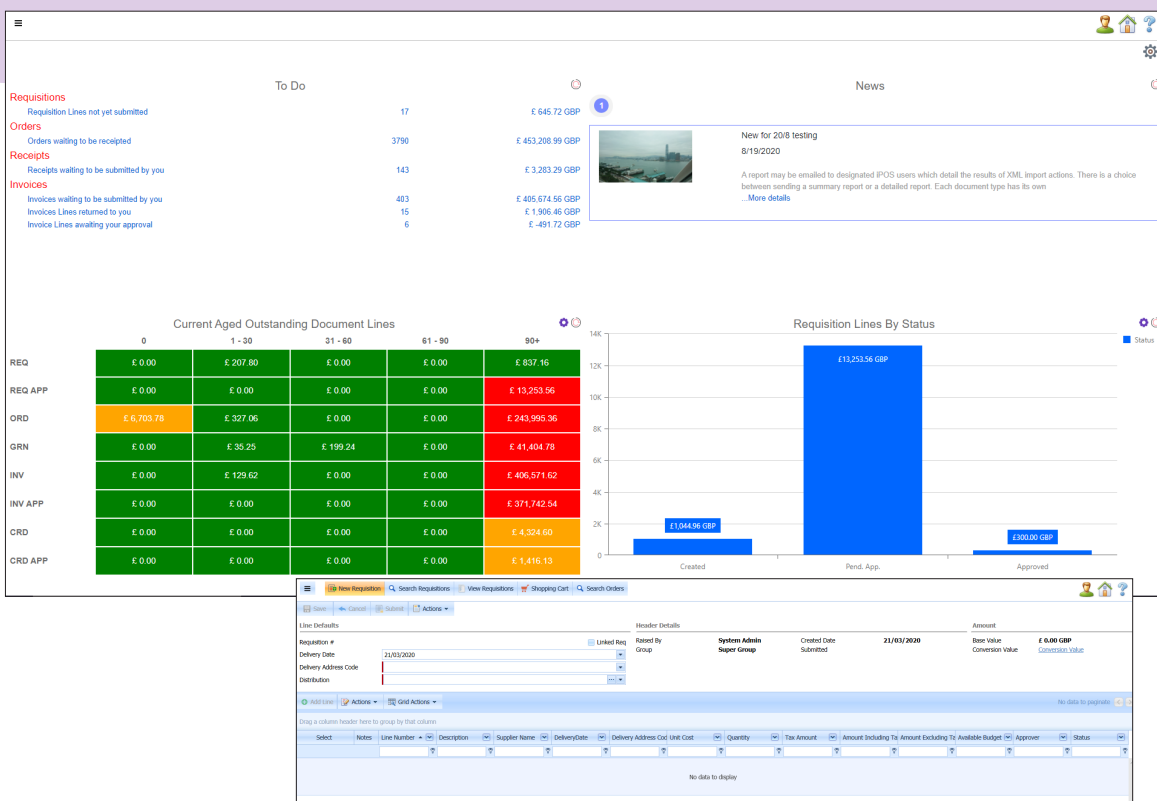 To Do
Requisitions
Requisition Lines not yet submitted 17 £ 645.72 GBP
Orders
Orders waiting to be receipted 3790 £ 453,208.99 GBP
Receipts
Receipts waiting to be submitted by you 143 £ 3,283.29 GBP
Invoices
Invoices waiting to be submitted by you 403 £ 405,674.56 GBP
Invoices Lines returned to you 15 £ 1,906.46 GBP
Invoice Lines awaiting your approval 6 £ -491.72 GBP
News
1
New for 20/8 testing
8/19/2020
A report may be emailed to designated iPOS users which detail the results of XML import actions. There is a choice
between sending a summary report or a detailed report. Each document type has its own
...More details
Current Aged Outstanding Document Lines
0 1 - 30 31 - 60 61 - 90 90+
REQ £ 0.00 £ 207.80 £ 0.00 £ 0.00 £ 837.16
REQ APP £ 0.00 £ 0.00 £ 0.00 £ 0.00 £ 13,253.56
ORD £ 6,703.78 £ 327.06 £ 0.00 £ 0.00 £ 243,995.36
GRN £ 0.00 £ 35.25 £ 199.24 £ 0.00 £ 41,404.78
INV £ 0.00 £ 129.62 £ 0.00 £ 0.00 £ 406,571.62
INV APP £ 0.00 £ 0.00 £ 0.00 £ 0.00 £ 371,742.54
CRD £ 0.00 £ 0.00 £ 0.00 £ 0.00 £ 4,324.60
CRD APP £ 0.00 £ 0.00 £ 0.00 £ 0.00 £ 1,416.13
Requisition Lines By Status
Status
14K
12K
10K
8K
6K
4K
2K
0
£13,253.56 GBP
£1,044.96 GBP
£300.00 GBP
Created Pend. App. Approved
New Requisition Search Requisitions View Requisitions Shopping Cart Search Orders
Save Cancel Submit Actions
Line Defaults Header Details Amount
Requisition # Linked Req Raised By System Admin Created Date 21/03/2020 Base Value £ 0.00 GBP
Delivery Date 21/03/2020 Group Super Group Submitted Conversion Value Conversion Value
Delivery Address Code
Distribution
Add Line Actions Grid Actions No data to paginate
Drag a column header here to group by that column
Select Notes Line Number Description Supplier Name DeliveryDate Delivery Address Cod Unit Cost Quantity Tax Amount Amount Including Ta Amount Excluding Ta Available Budget Approver Status
No data to display